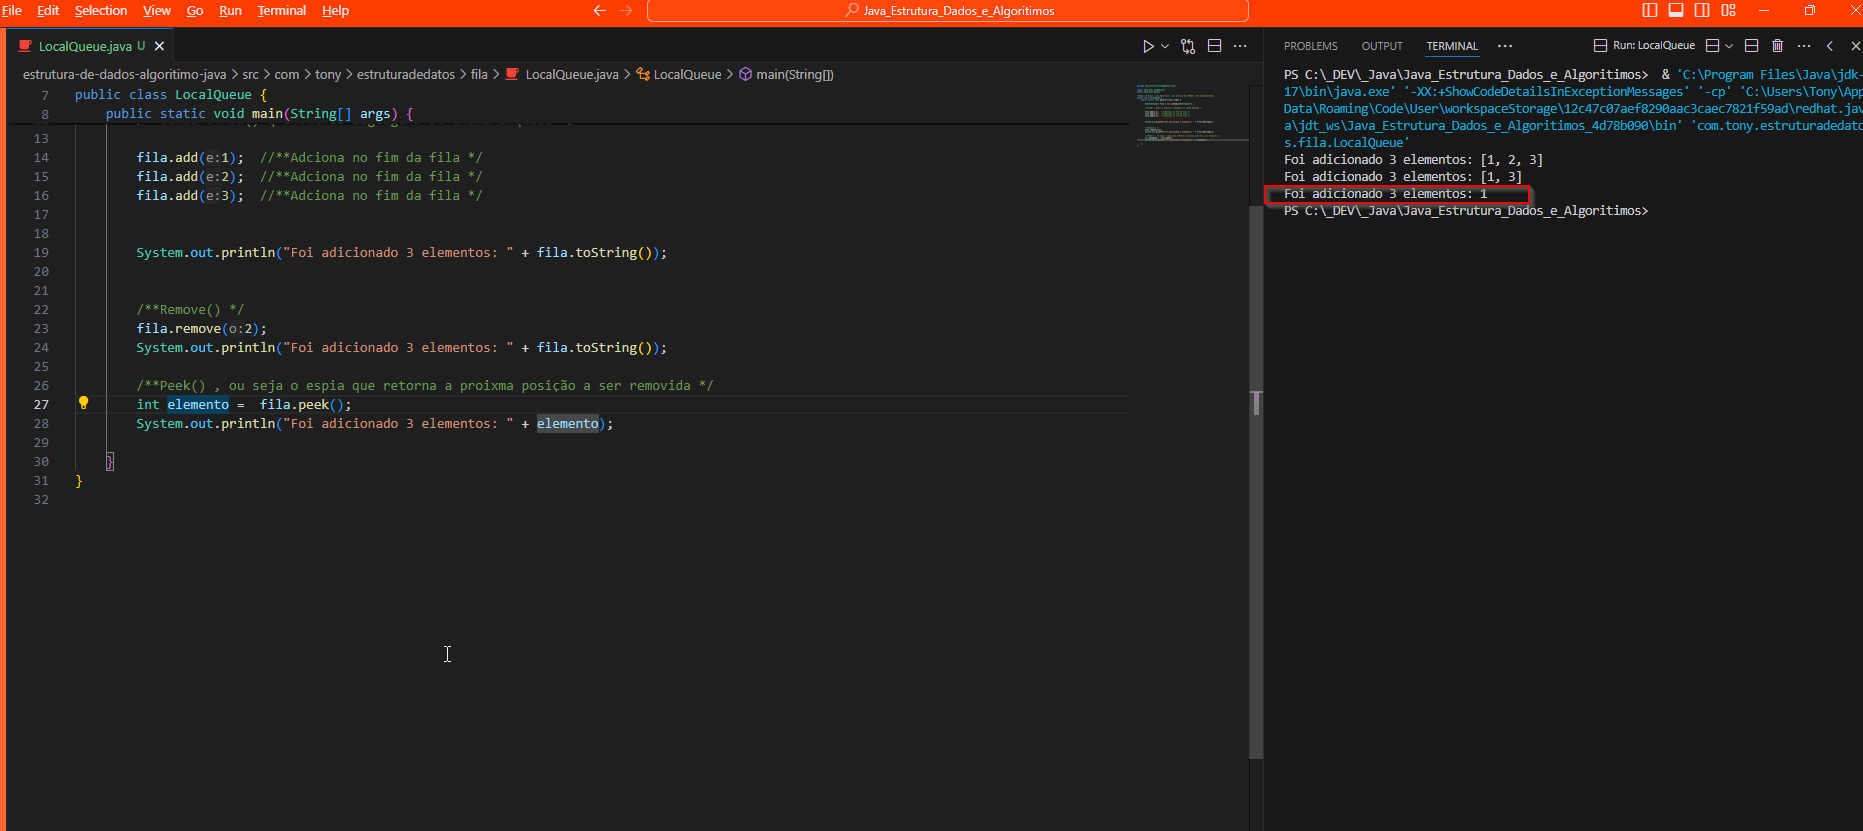 File Edit Selection View Go Run Terminal Help
Java_Estrutura_Dados_e_Algoritimos
LocalQueue.java U
estrutura-de-dados-algoritimo-java > src > com > tony > estruturadedatos > fila > LocalQueue.java > LocalQueue > main(String[])
7 public class LocalQueue {
8 public static void main(String[] args) {
13
14 fila.add(e:1); //**Adciona no fim da fila */
15 fila.add(e:2); //**Adciona no fim da fila */
16 fila.add(e:3); //**Adciona no fim da fila */
17
18
19 System.out.println("Foi adicionado 3 elementos: " + fila.toString());
20
21
22 /**Remove() */
23 fila.remove(o:2);
24 System.out.println("Foi adicionado 3 elementos: " + fila.toString());
25
26 /**Peek() , ou seja o espia que retorna a proixma posição a ser removida */
27 int elemento =  fila.peek();
28 System.out.println("Foi adicionado 3 elementos: " + elemento);
29
30 }
31 }
32
PROBLEMS OUTPUT TERMINAL ··· Run: LocalQueue
PS C:\_DEV\_Java\Java_Estrutura_Dados_e_Algoritimos>  & 'C:\Program Files\Java\jdk-
17\bin\java.exe' '-XX:+ShowCodeDetailsInExceptionMessages' '-cp' 'C:\Users\Tony\App
Data\Roaming\Code\User\workspaceStorage\12c47c07aef8290aac3caec7821f59ad\redhat.jav
a\jdt_ws\Java_Estrutura_Dados_e_Algoritimos_4d78b090\bin' 'com.tony.estruturadedato
s.fila.LocalQueue'
Foi adicionado 3 elementos: [1, 2, 3]
Foi adicionado 3 elementos: [1, 3]
Foi adicionado 3 elementos: 1
PS C:\_DEV\_Java\Java_Estrutura_Dados_e_Algoritimos>